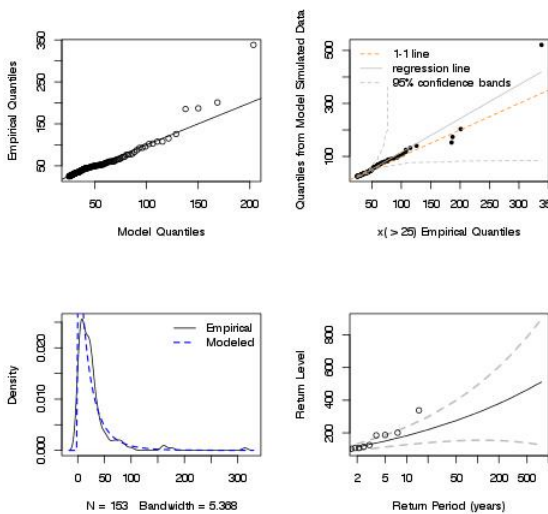 Empirical Quantiles
350
250
150
50
50
100
150
200
Model Quantiles
Quantiles from Model Simulated Data
500
300
100
1-1 line
regression line
95% confidence bands
50
100
150
200
250
300
x( > 25) Empirical Quantiles
Density
0.020
0.010
0.000
Empirical
Modeled
0
50
100
150
200
250
300
N = 153 Bandwidth = 5.368
Return Level
800
600
400
200
2
5
10
50
100
200
500
Return Period (years)